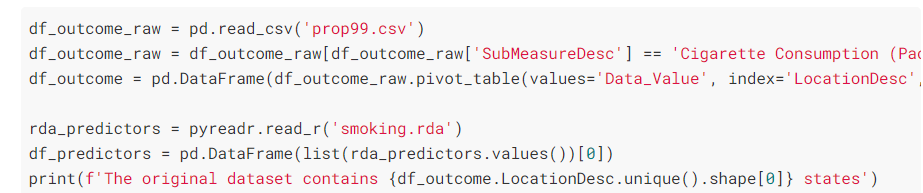 df_outcome_raw = pd.read_csv('prop99.csv')
df_outcome_raw = df_outcome_raw[df_outcome_raw['SubMeasureDesc'] == 'Cigarette Consumption (Pac
df_outcome = pd.DataFrame(df_outcome_raw.pivot_table(values='Data_Value', index='LocationDesc',
rda_predictors = pyreadr.read_r('smoking.rda')
df_predictors = pd.DataFrame(list(rda_predictors.values())[0])
print(f'The original dataset contains {df_outcome.LocationDesc.unique().shape[0]} states')